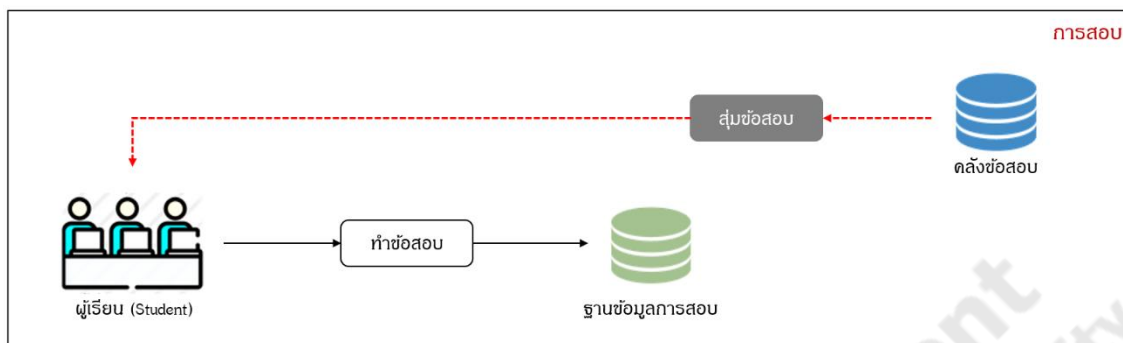 การสอบ
สุ่มข้อสอบ
คลังข้อสอบ
ทำข้อสอบ
ผู้เรียน (Student)
ฐานข้อมูลการสอบ